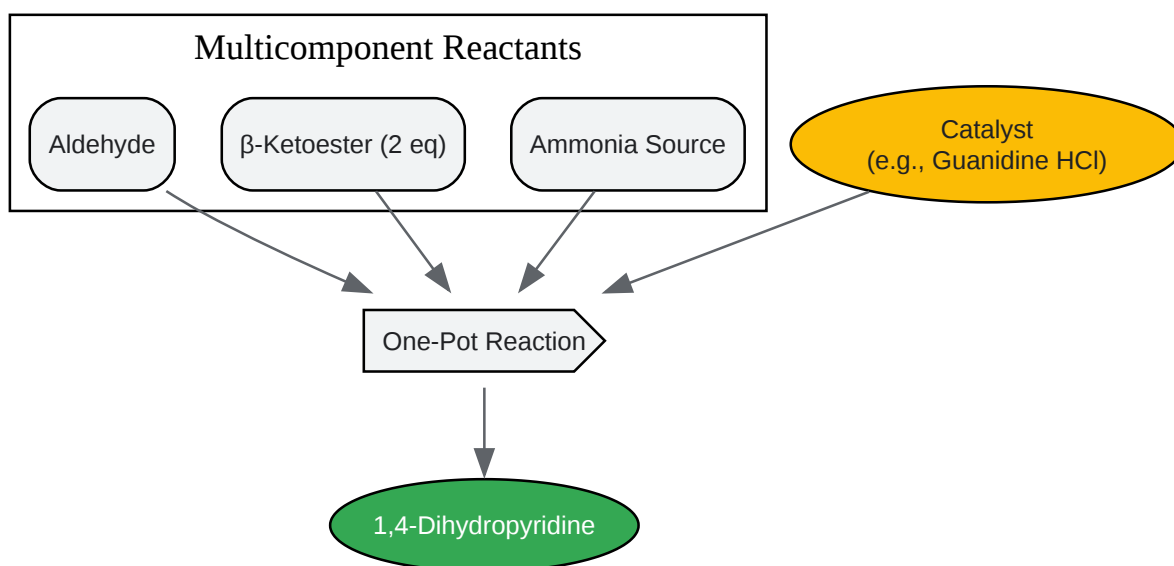 Multicomponent Reactants
Aldehyde
β-Ketoester (2 eq)
Ammonia Source
Catalyst
(e.g., Guanidine HCl)
One-Pot Reaction
1,4-Dihydropyridine